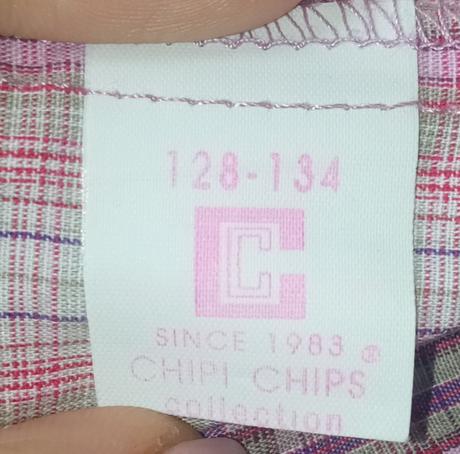 128-134
C
SINCE 1983 ®
CHIPI CHIPS
collection